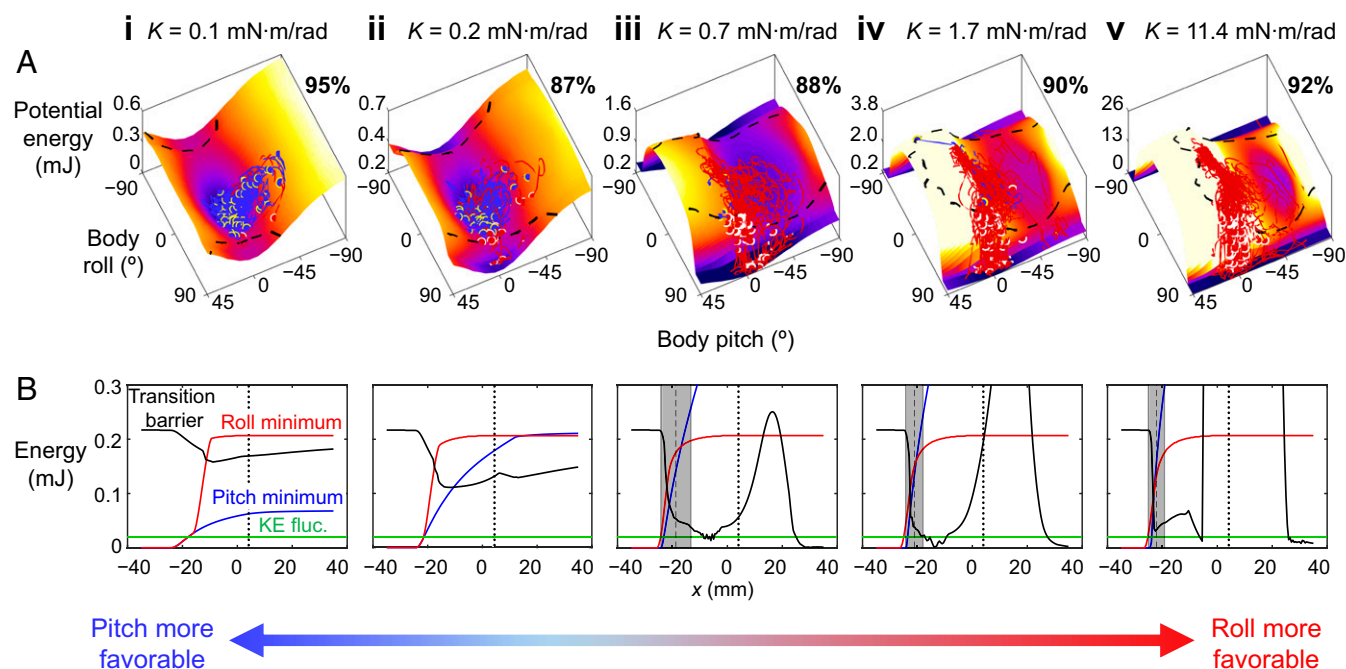 i K = 0.1 mN·m/rad ii K = 0.2 mN·m/rad iii K = 0.7 mN·m/rad iv K = 1.7 mN·m/rad v K = 11.4 mN·m/rad
A
95% 87% 88% 90% 92%
Potential
energy
(mJ)
0.6 0.7 1.6 3.8 26
0.3 0.4 0.9 2.0 13
0 0.2 0.2 0.2 0
−90 −90 −90 −90 −90
Body
roll (º)
0 0 0 0 0
90 90 90 90 90
45 0 −45 −90 45 0 −45 −90 45 0 −45 −90 45 0 −45 −90 45 0 −45 −90
Body pitch (º)
B
Energy
(mJ)
0.3
0.2
0.1
0
Transition
barrier
Roll minimum
Pitch minimum
KE fluc.
−40 −20 0 20 40 −20 0 20 40 −20 0 20 40 −20 0 20 40 −20 0 20 40
x (mm)
Pitch more
favorable
Roll more
favorable